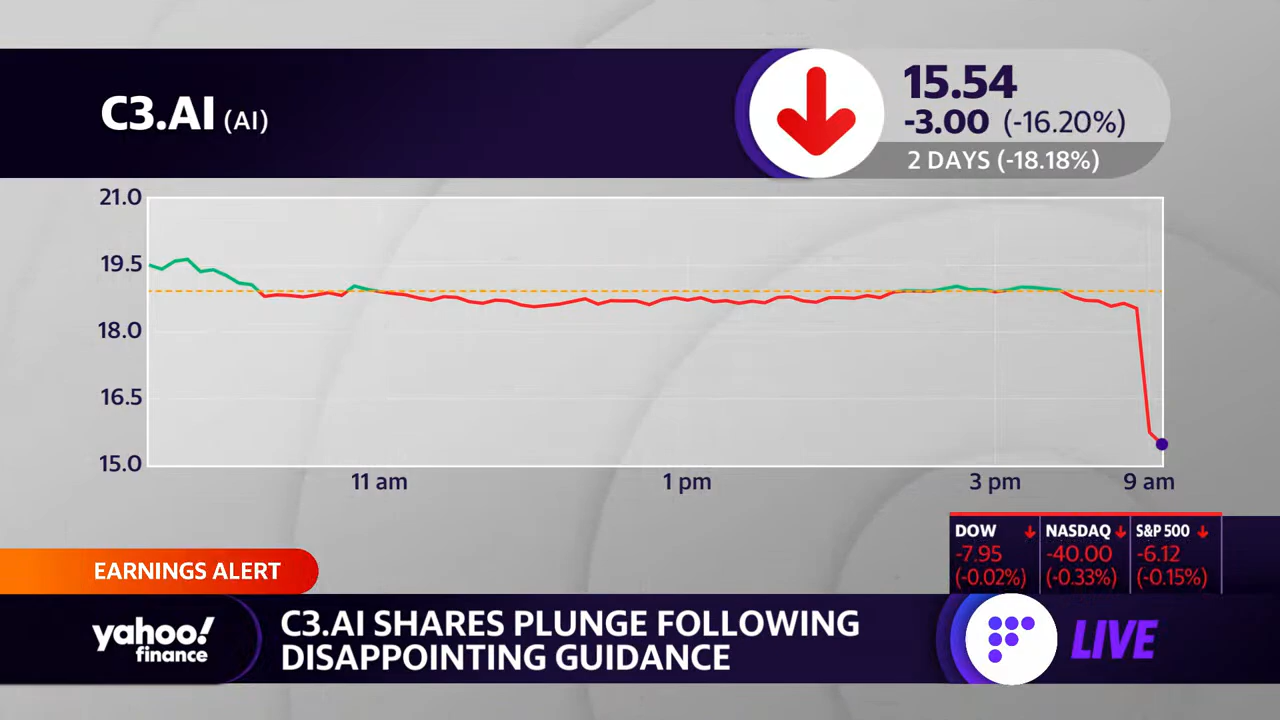 C3.AI (AI)
15.54
-3.00 (-16.20%)
2 DAYS (-18.18%)
21.0
19.5
18.0
16.5
15.0
11 am
1 pm
3 pm
9 am
DOW
-7.95
(-0.02%)
NASDAQ
-40.00
(-0.33%)
S&P 500
-6.12
(-0.15%)
EARNINGS ALERT
yahoo!
finance
C3.AI SHARES PLUNGE FOLLOWING
DISAPPOINTING GUIDANCE
LIVE